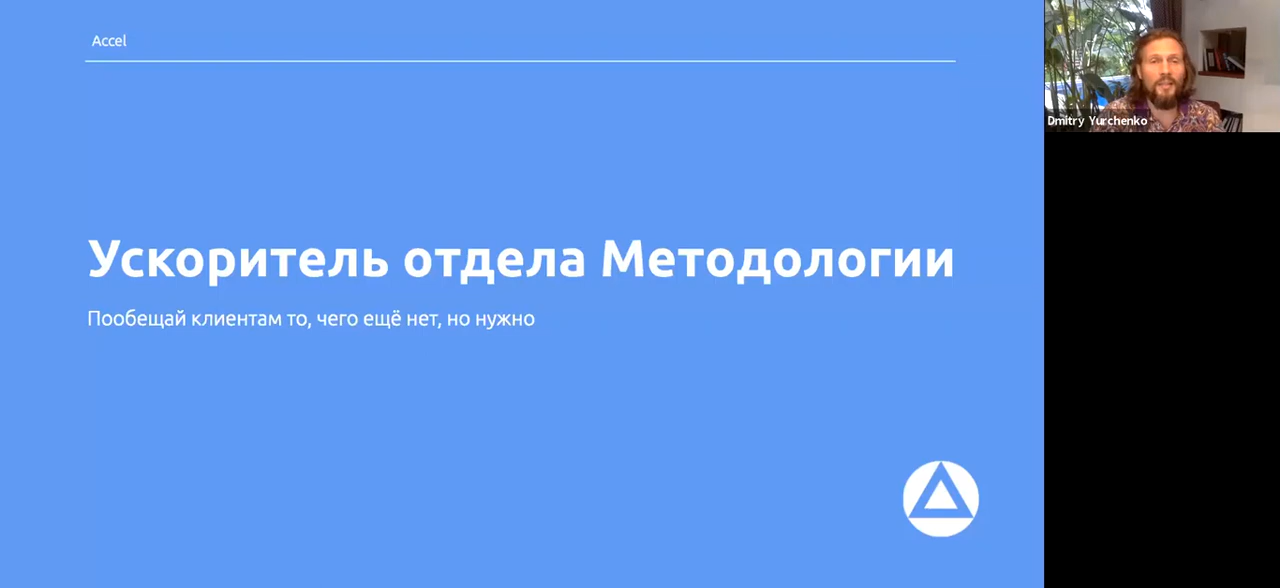 Accel
Ускоритель отдела Методологии
Пообещай клиентам то, чего ещё нет, но нужно
Dmitry Yurchenko